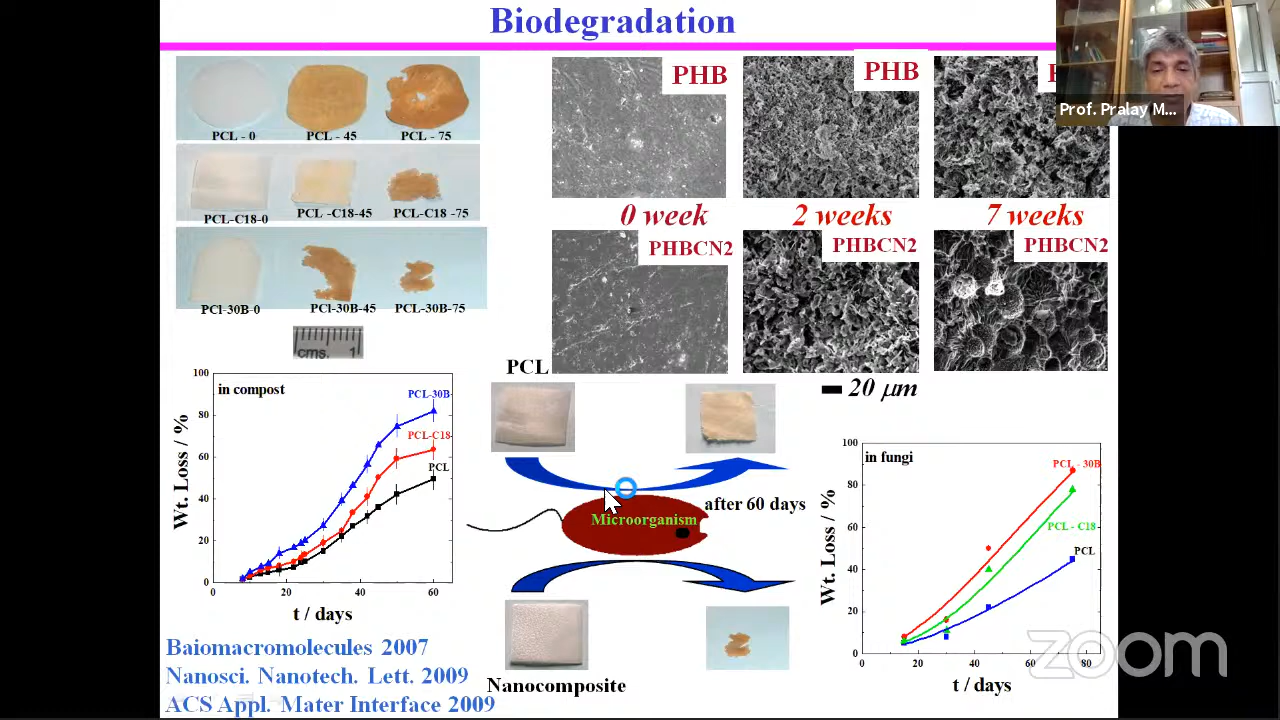 Biodegradation
PCL - 0
PCL - 45
PCL - 75
PCL-C18-0
PCL -C18-45
PCL-C18 -75
PCl-30B-0
PCl-30B-45
PCL-30B-75
cms. 1
PHB
PHB
Prof. Pralay M...
0 week
2 weeks
7 weeks
PHBCN2
PHBCN2
PHBCN2
20 μm
in compost
PCL-30B
PCL-C18
PCL
Wt. Loss / %
100
80
60
40
20
0
0
20
40
60
t / days
PCL
after 60 days
Microorganism
Nanocomposite
in fungi
PCL - 30B
PCL - C18
PCL
Wt. Loss / %
100
80
60
40
20
0
0
20
40
60
80
t / days
Baiomacromolecules 2007
Nanosci. Nanotech. Lett. 2009
ACS Appl. Mater Interface 2009
zoom